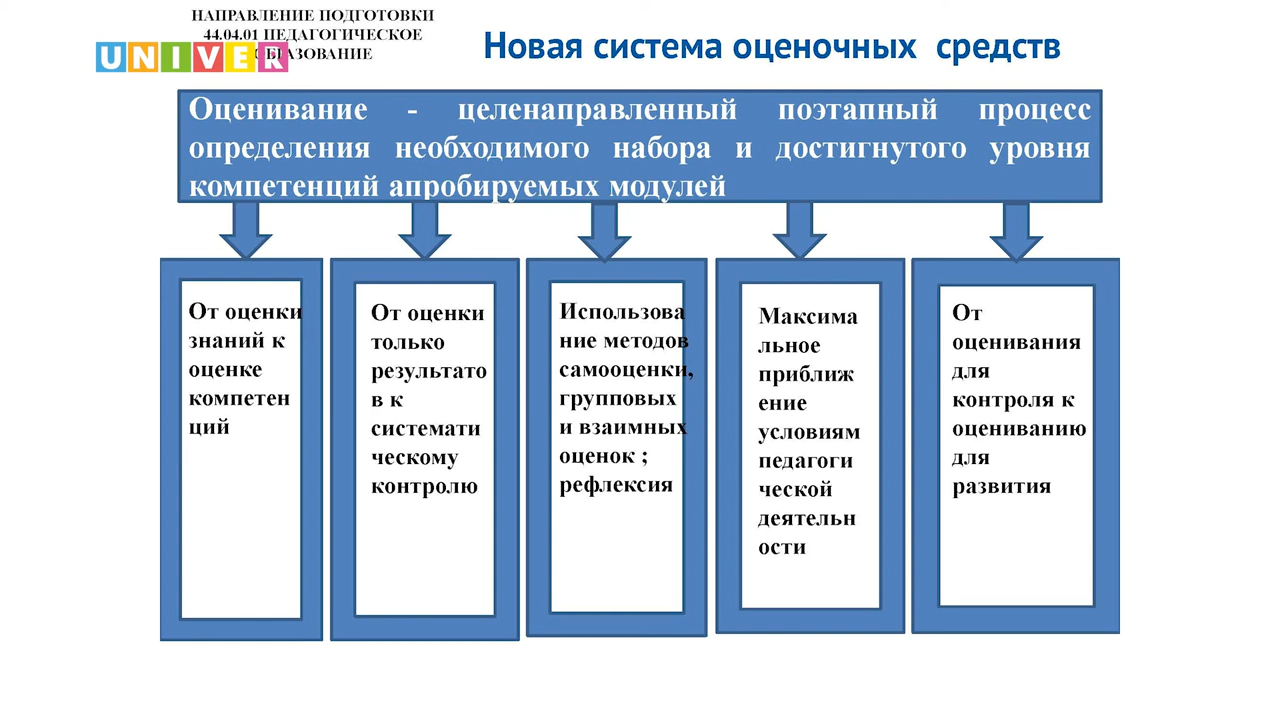 НАПРАВЛЕНИЕ ПОДГОТОВКИ
44.04.01 ПЕДАГОГИЧЕСКОЕ
ОБРАЗОВАНИЕ
UNIVER
Новая система оценочных средств
Оценивание - целенаправленный поэтапный процесс
определения необходимого набора и достигнутого уровня
компетенций апробируемых модулей
От оценки
знаний к
оценке
компетен
ций
От оценки
только
результато
в к
системати
ческому
контролю
Использова
ние методов
самооценки,
групповых
и взаимных
оценок ;
рефлексия
Максима
льное
приближ
ение
условиям
педагоги
ческой
деятельн
ости
От
оценивания
для
контроля к
оцениванию
для
развития